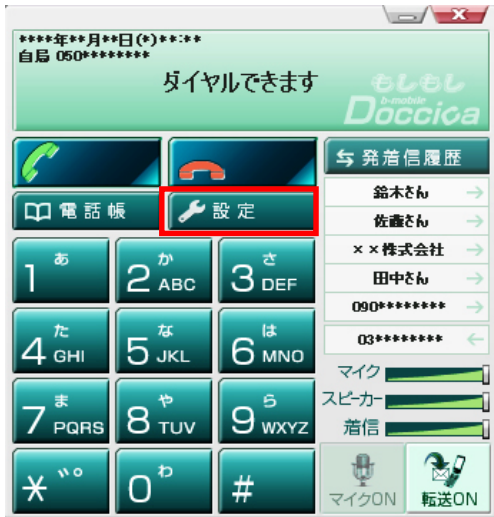 ****年**月**日(*)**:**
自局 050********
ダイヤルできます
もしもし
b-mobile
Doccica
発着信履歴
電話帳
設定
鈴木さん
佐藤さん
××株式会社
田中さん
090********
03********
1 あ
2 か ABC
3 さ DEF
4 た GHI
5 な JKL
6 は MNO
7 ま PQRS
8 や TUV
9 ら WXYZ
* ゛゜
0 わ
#
マイク
スピーカー
着信
マイクON
転送ON